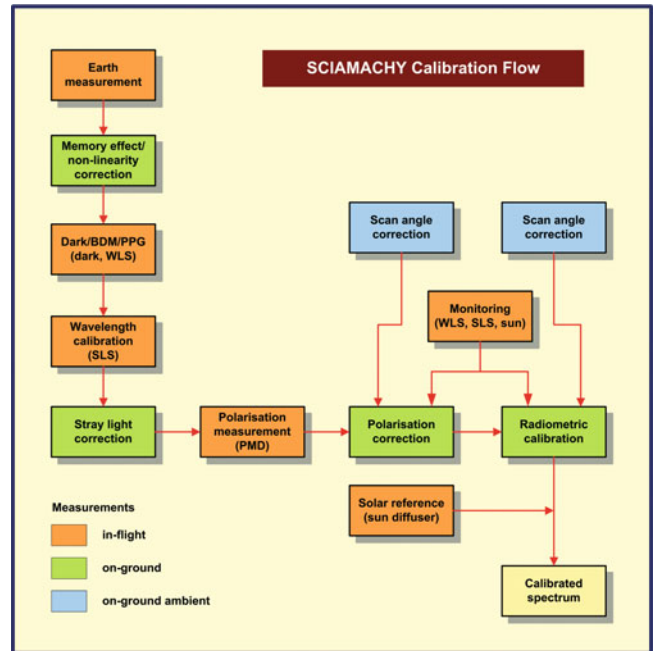 SCIAMACHY Calibration Flow
Earth
measurement
Memory effect/
non-linearity
correction
Dark/BDM/PPG
(dark, WLS)
Wavelength
calibration
(SLS)
Stray light
correction
Polarisation
measurement
(PMD)
Scan angle
correction
Scan angle
correction
Monitoring
(WLS, SLS, sun)
Polarisation
correction
Radiometric
calibration
Solar reference
(sun diffuser)
Calibrated
spectrum
Measurements
in-flight
on-ground
on-ground ambient